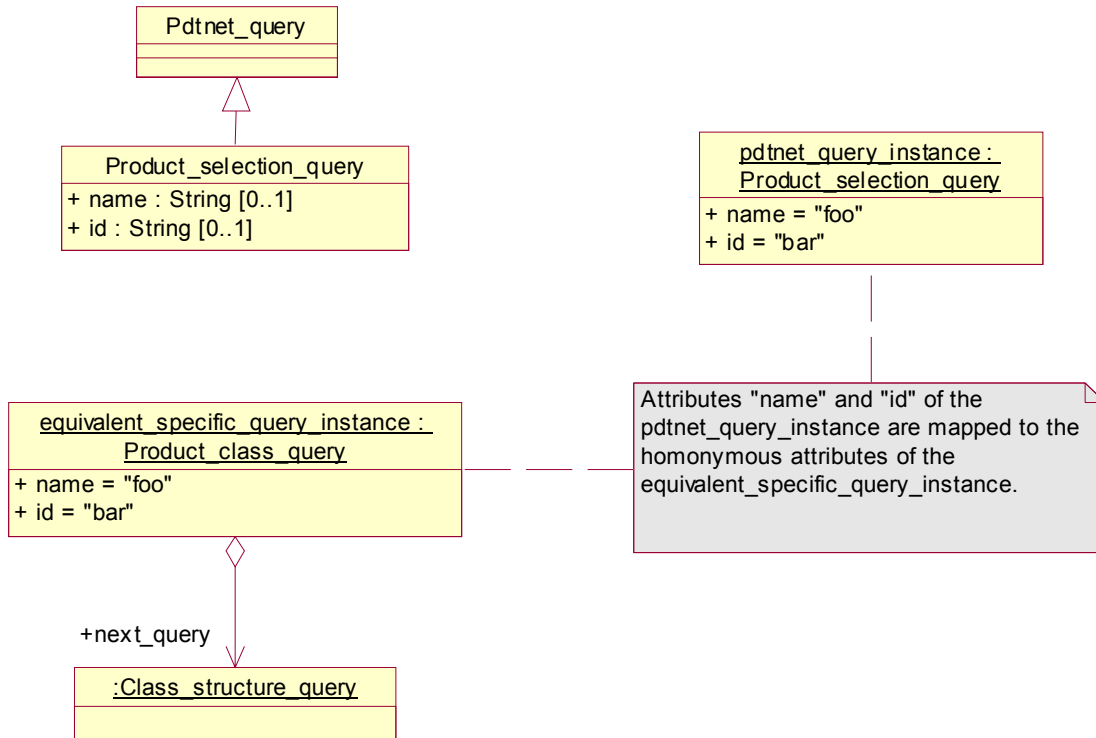 Pdtnet_query
Product_selection_query
+ name : String [0..1]
+ id : String [0..1]
pdtnet_query_instance :
Product_selection_query
+ name = "foo"
+ id = "bar"
equivalent_specific_query_instance :
Product_class_query
+ name = "foo"
+ id = "bar"
Attributes "name" and "id" of the
pdtnet_query_instance are mapped to the
homonymous attributes of the
equivalent_specific_query_instance.
+next_query
:Class_structure_query